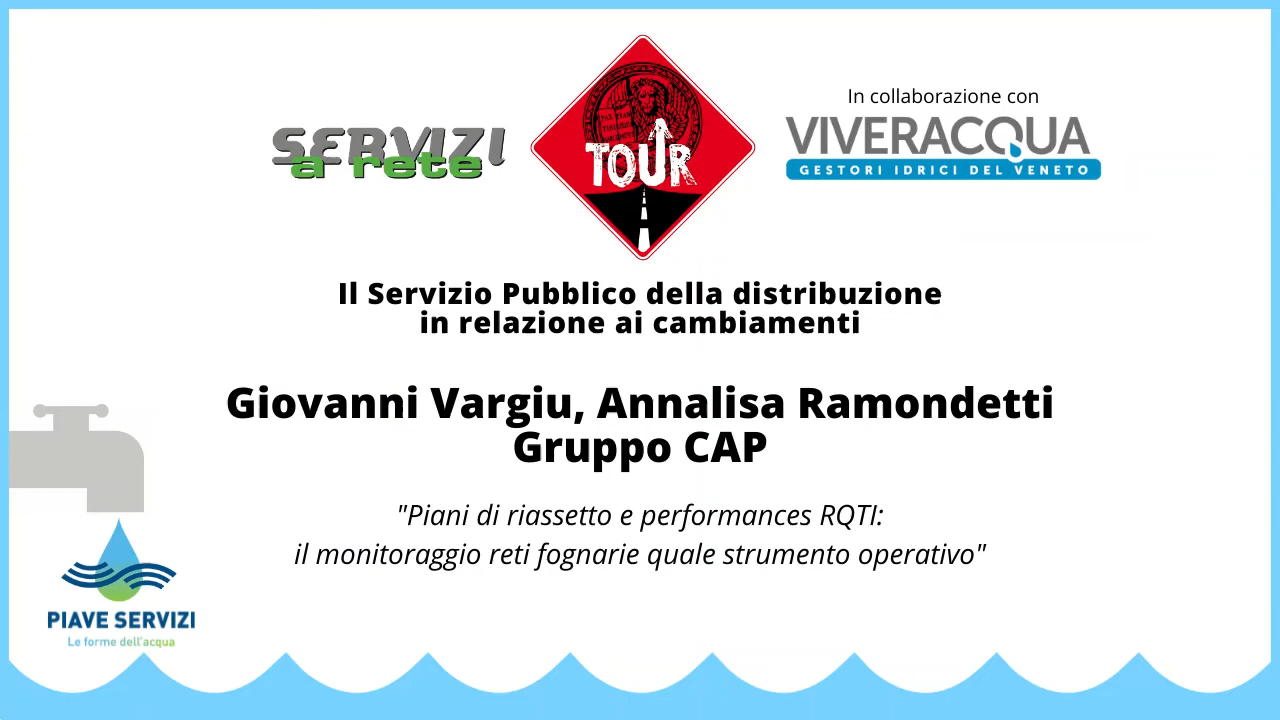 SERVIZI
a rete
TOUR
In collaborazione con
VIVERACQUA
GESTORI IDRICI DEL VENETO
Il Servizio Pubblico della distribuzione
in relazione ai cambiamenti
Giovanni Vargiu, Annalisa Ramondetti
Gruppo CAP
"Piani di riassetto e performances RQTI:
il monitoraggio reti fognarie quale strumento operativo"
PIAVE SERVIZI
Le forme dell'acqua